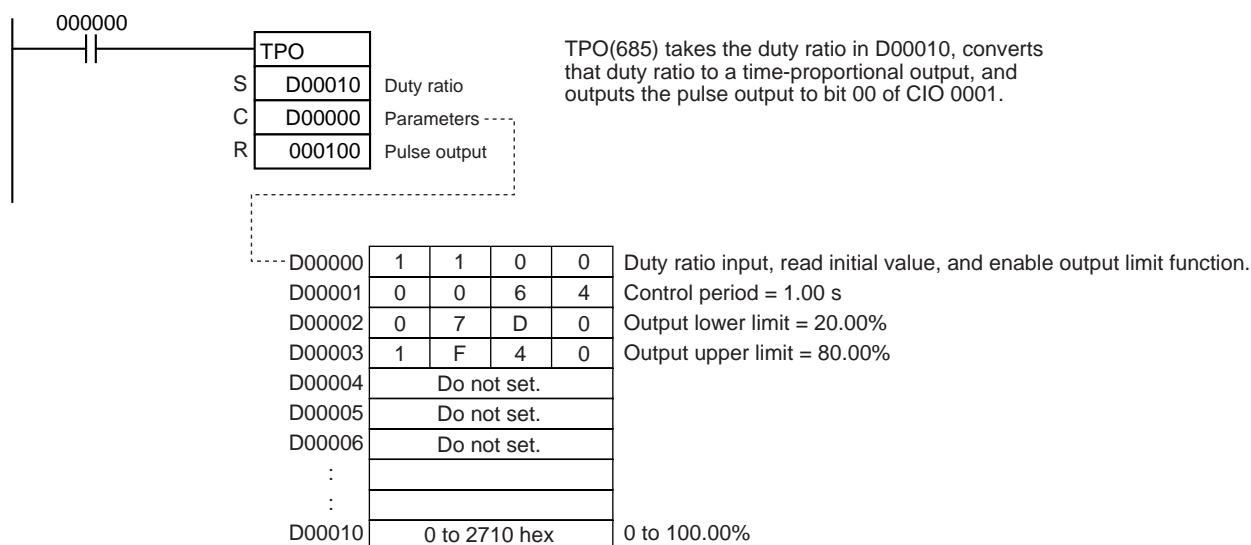 000000
TPO
S D00010 Duty ratio
C D00000 Parameters
R 000100 Pulse output
TPO(685) takes the duty ratio in D00010, converts
that duty ratio to a time-proportional output, and
outputs the pulse output to bit 00 of CIO 0001.
D00000 1 1 0 0 Duty ratio input, read initial value, and enable output limit function.
D00001 0 0 6 4 Control period = 1.00 s
D00002 0 7 D 0 Output lower limit = 20.00%
D00003 1 F 4 0 Output upper limit = 80.00%
D00004 Do not set.
D00005 Do not set.
D00006 Do not set.
:
:
D00010 0 to 2710 hex 0 to 100.00%